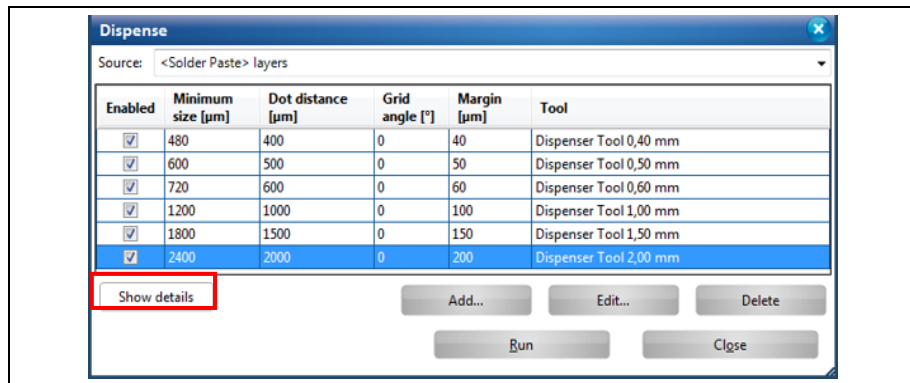 Dispense
Source: <Solder Paste> layers
Enabled Minimum size [µm] Dot distance [µm] Grid angle [°] Margin [µm] Tool
480 400 0 40 Dispenser Tool 0,40 mm
600 500 0 50 Dispenser Tool 0,50 mm
720 600 0 60 Dispenser Tool 0,60 mm
1200 1000 0 100 Dispenser Tool 1,00 mm
1800 1500 0 150 Dispenser Tool 1,50 mm
2400 2000 0 200 Dispenser Tool 2,00 mm
Show details Add... Edit... Delete
Run Close